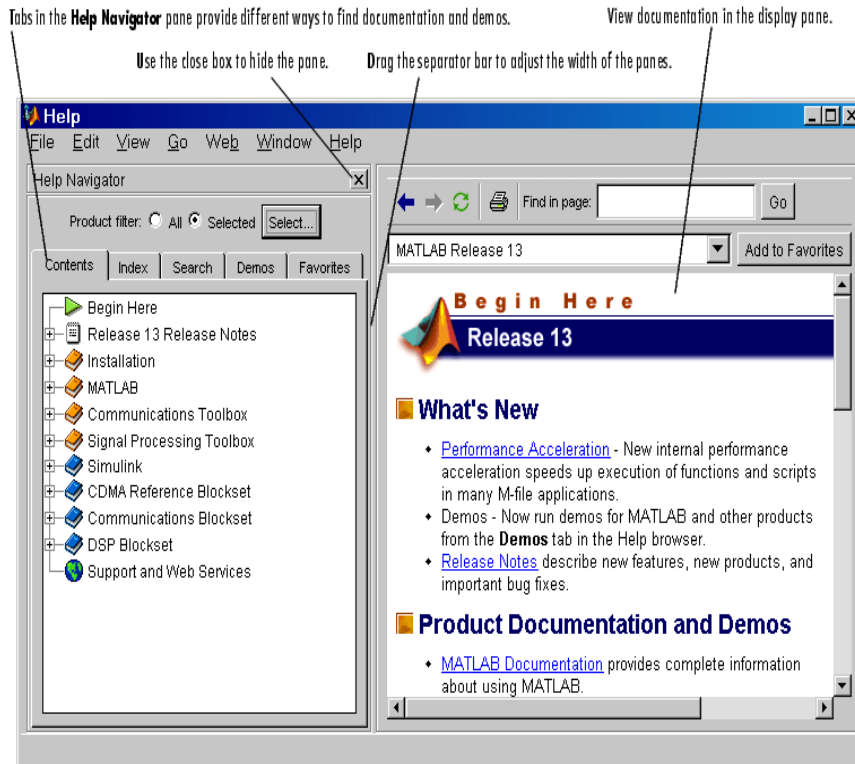 Tabs in the Help Navigator pane provide different ways to find documentation and demos.
View documentation in the display pane.
Use the close box to hide the pane.
Drag the separator bar to adjust the width of the panes.
Help
File Edit View Go Web Window Help
Help Navigator
Product filter: All Selected Select...
Contents Index Search Demos Favorites
Begin Here
Release 13 Release Notes
Installation
MATLAB
Communications Toolbox
Signal Processing Toolbox
Simulink
CDMA Reference Blockset
Communications Blockset
DSP Blockset
Support and Web Services
Find in page: Go
MATLAB Release 13 Add to Favorites
Begin Here
Release 13
What's New
Performance Acceleration - New internal performance
acceleration speeds up execution of functions and scripts
in many M-file applications.
Demos - Now run demos for MATLAB and other products
from the Demos tab in the Help browser.
Release Notes describe new features, new products, and
important bug fixes.
Product Documentation and Demos
MATLAB Documentation provides complete information
about using MATLAB.